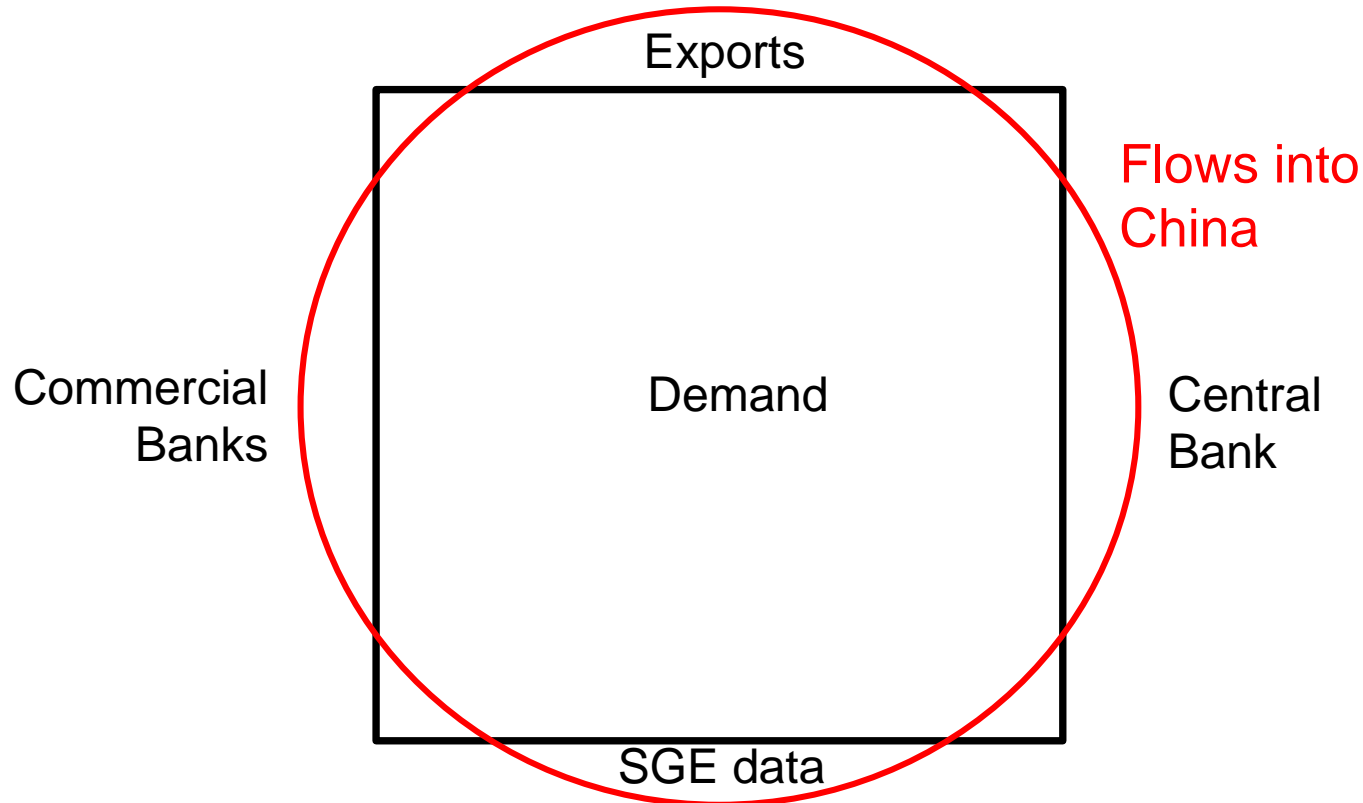 Exports
Flows into
China
Commercial
Banks
Demand
Central
Bank
SGE data